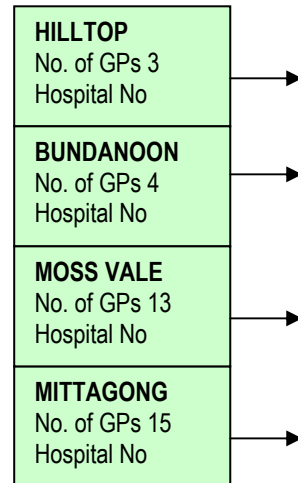 HILLTOP
No. of GPs 3
Hospital No
BUNDANOON
No. of GPs 4
Hospital No
MOSS VALE
No. of GPs 13
Hospital No
MITTAGONG
No. of GPs 15
Hospital No